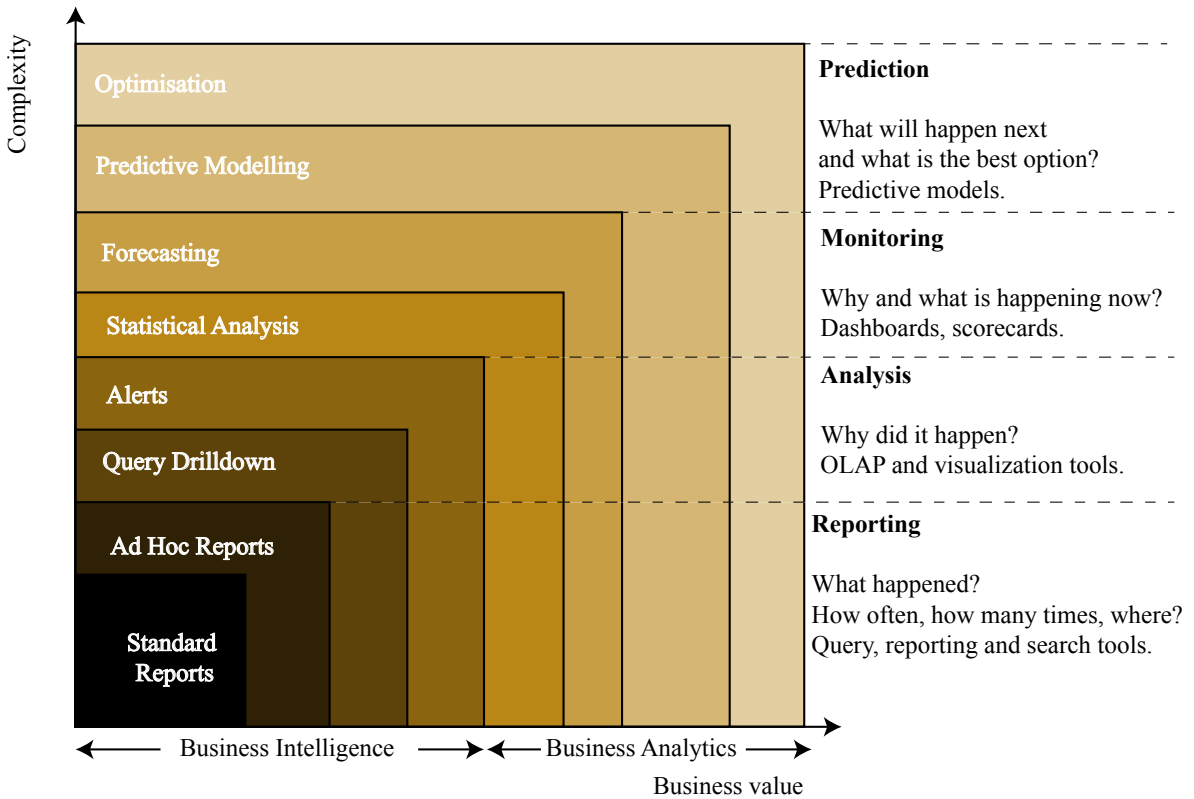 Complexity
Optimisation
Predictive Modelling
Forecasting
Statistical Analysis
Alerts
Query Drilldown
Ad Hoc Reports
Standard
Reports
Prediction
What will happen next
and what is the best option?
Predictive models.
Monitoring
Why and what is happening now?
Dashboards, scorecards.
Analysis
Why did it happen?
OLAP and visualization tools.
Reporting
What happened?
How often, how many times, where?
Query, reporting and search tools.
Business Intelligence
Business Analytics
Business value